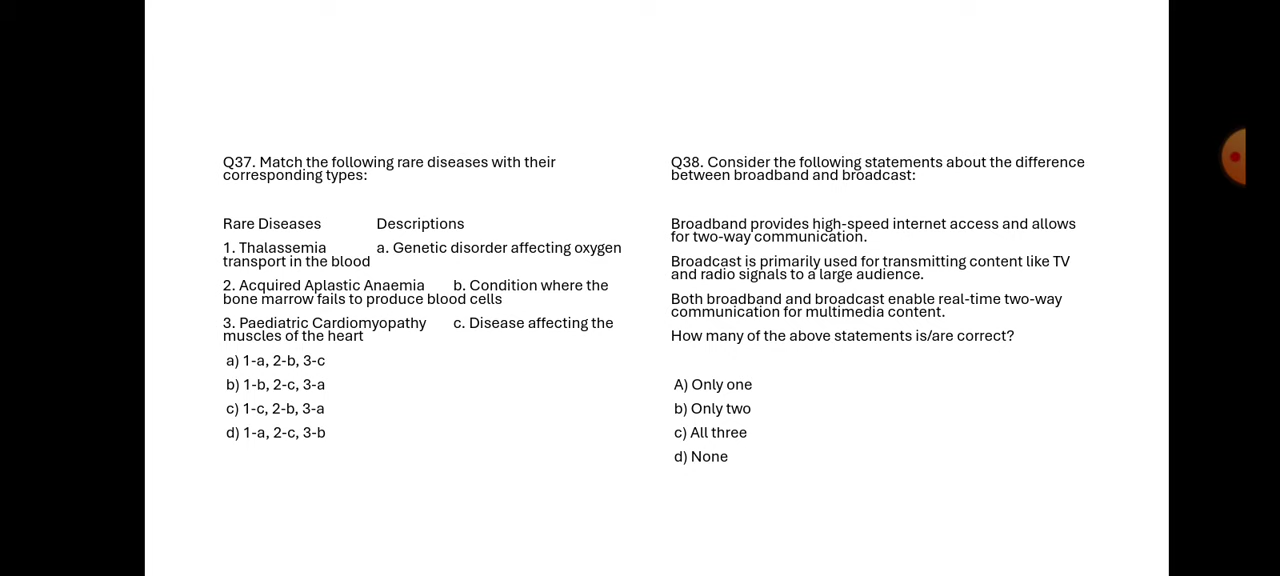 Q37. Match the following rare diseases with their
corresponding types:
Rare Diseases Descriptions
1. Thalassemia a. Genetic disorder affecting oxygen
transport in the blood
2. Acquired Aplastic Anaemia b. Condition where the
bone marrow fails to produce blood cells
3. Paediatric Cardiomyopathy c. Disease affecting the
muscles of the heart
a) 1-a, 2-b, 3-c
b) 1-b, 2-c, 3-a
c) 1-c, 2-b, 3-a
d) 1-a, 2-c, 3-b
Q38. Consider the following statements about the difference
between broadband and broadcast:
Broadband provides high-speed internet access and allows
for two-way communication.
Broadcast is primarily used for transmitting content like TV
and radio signals to a large audience.
Both broadband and broadcast enable real-time two-way
communication for multimedia content.
How many of the above statements is/are correct?
A) Only one
b) Only two
c) All three
d) None